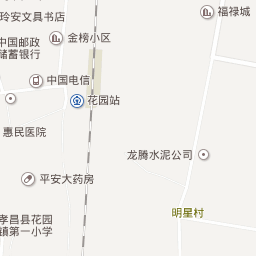 玲安文具书店
福禄城
金榜小区
中国邮政
储蓄银行
中国电信
花园站
惠民医院
龙腾水泥公司
平安大药房
明星村
孝昌县花园
镇第一小学